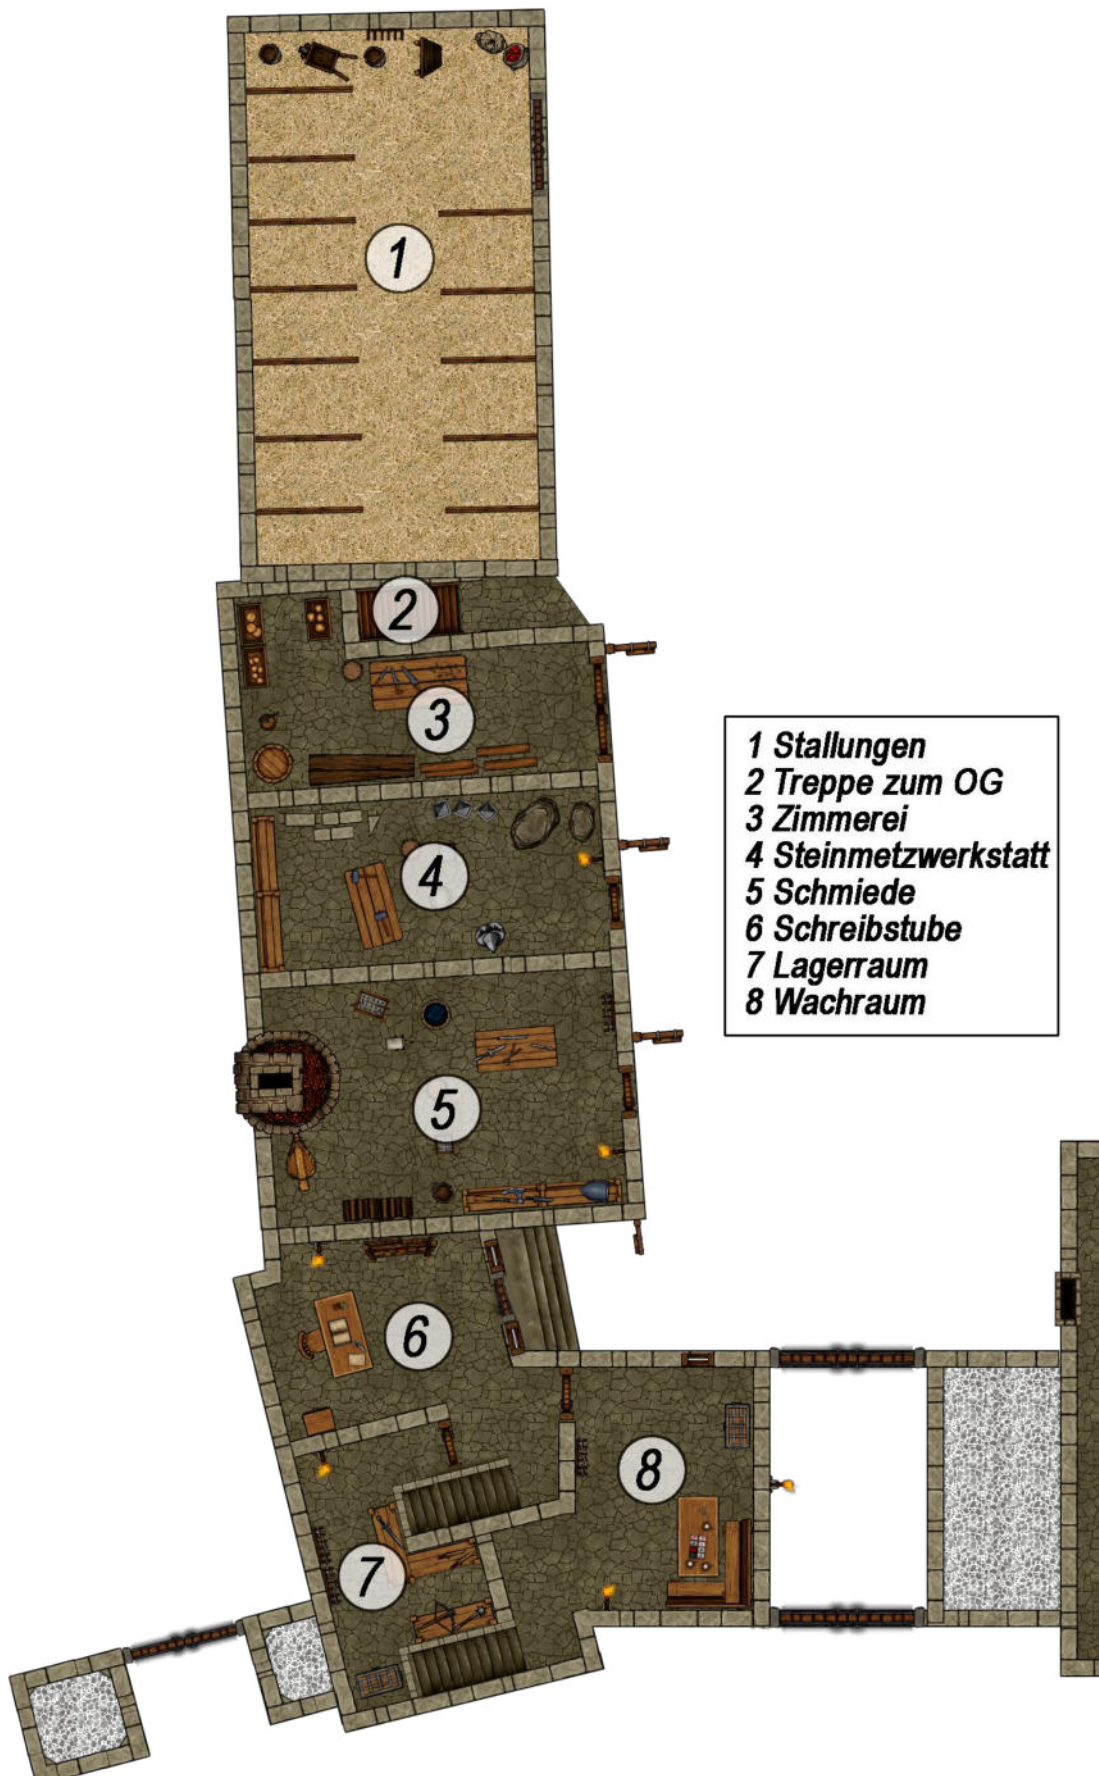 1
2
3
4
5
6
7
8
1 Stallungen
2 Treppe zum OG
3 Zimmerei
4 Steinmetzwerkstatt
5 Schmiede
6 Schreibstube
7 Lagerraum
8 Wachraum